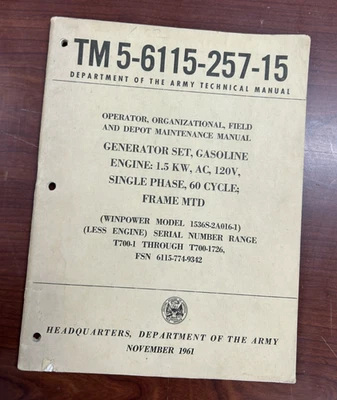 TM 5-6115-257-15
DEPARTMENT OF THE ARMY TECHNICAL MANUAL
OPERATOR, ORGANIZATIONAL, FIELD
AND DEPOT MAINTENANCE MANUAL
GENERATOR SET, GASOLINE
ENGINE: 1.5 KW, AC, 120V,
SINGLE PHASE, 60 CYCLE;
FRAME MTD
(WINPOWER MODEL 1536S-2A016-1)
(LESS ENGINE) SERIAL NUMBER RANGE
T700-1 THROUGH T700-1726,
FSN 6115-774-9342
HEADQUARTERS, DEPARTMENT OF THE ARMY
NOVEMBER 1961